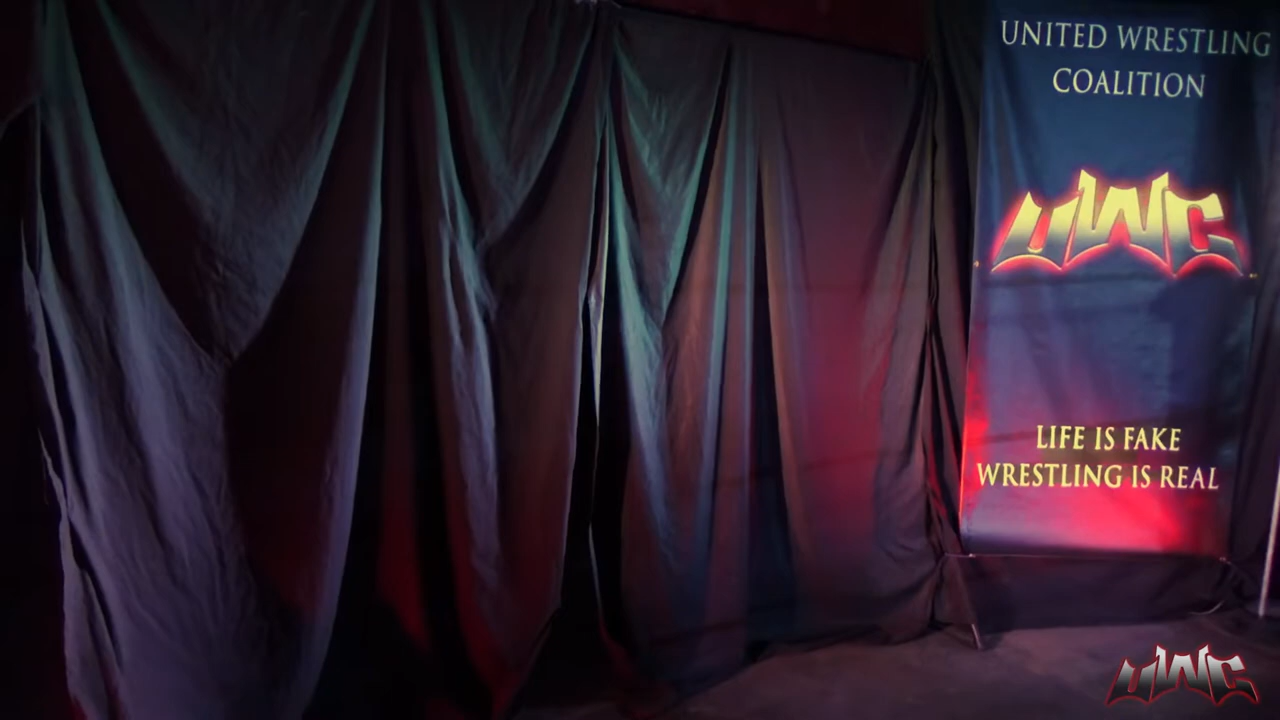 UNITED WRESTLING
COALITION
UWC
LIFE IS FAKE
WRESTLING IS REAL
UWC